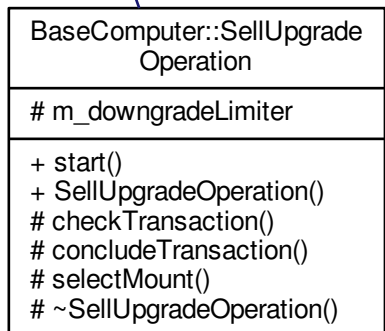 BaseComputer::SellUpgrade
Operation
# m_downgradeLimiter
+ start()
+ SellUpgradeOperation()
# checkTransaction()
# concludeTransaction()
# selectMount()
# ~SellUpgradeOperation()